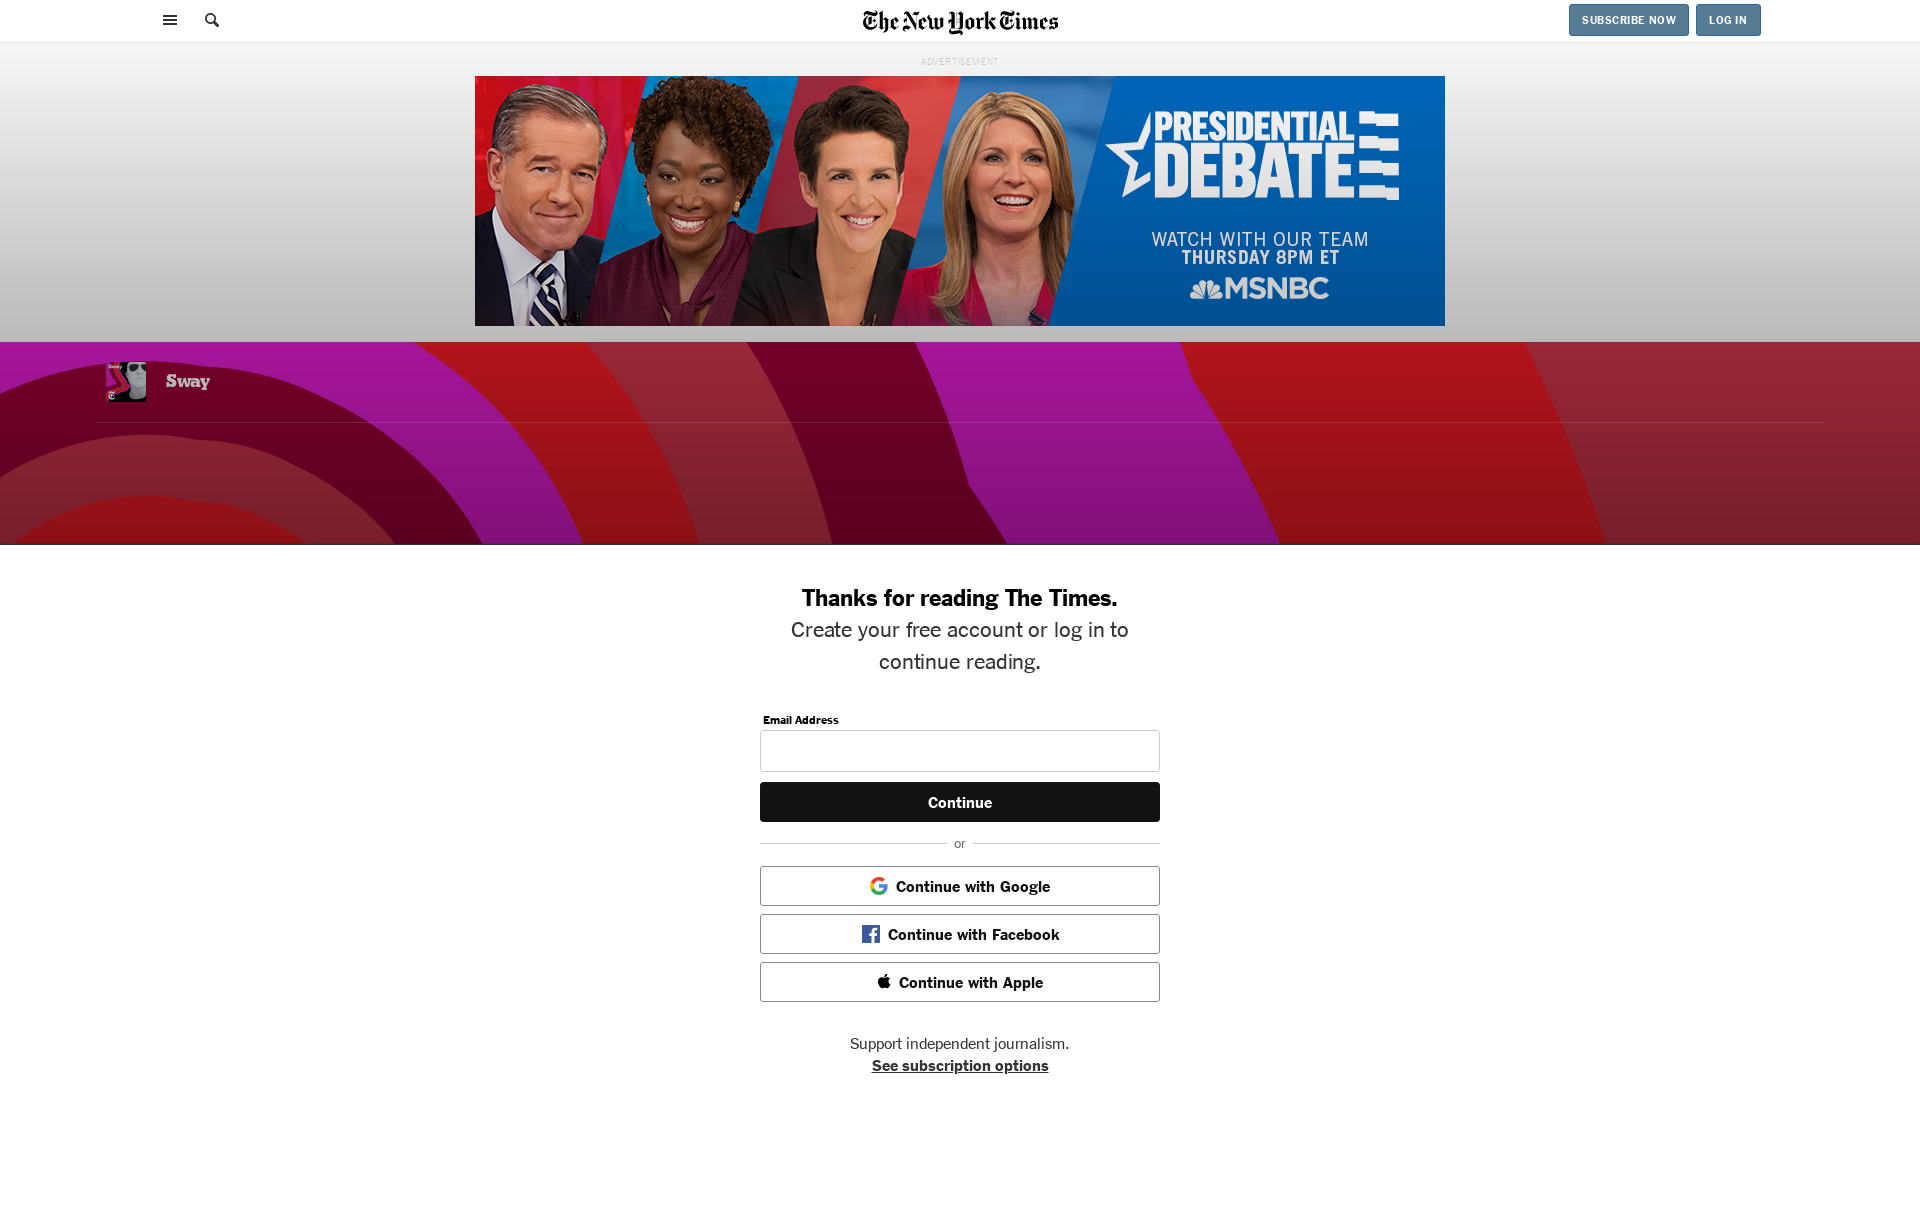 The New York Times
SUBSCRIBE NOW
LOG IN
ADVERTISEMENT
PRESIDENTIAL
DEBATE
WATCH WITH OUR TEAM
THURSDAY 8PM ET
MSNBC
Sway
Sway
Thanks for reading The Times.
Create your free account or log in to
continue reading.
Email Address
Continue
or
Continue with Google
Continue with Facebook
Continue with Apple
Support independent journalism.
See subscription options